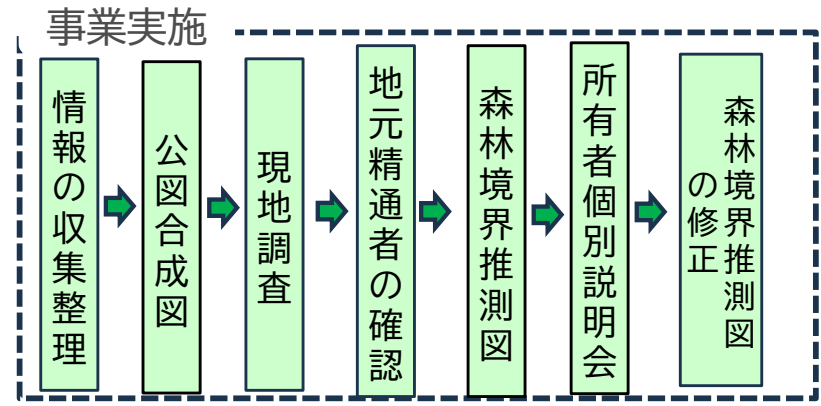 事業実施
情報の収集整理
公図合成図
現地調査
地元精通者の確認
森林境界推測図
所有者個別説明会
森林境界推測図
の修正